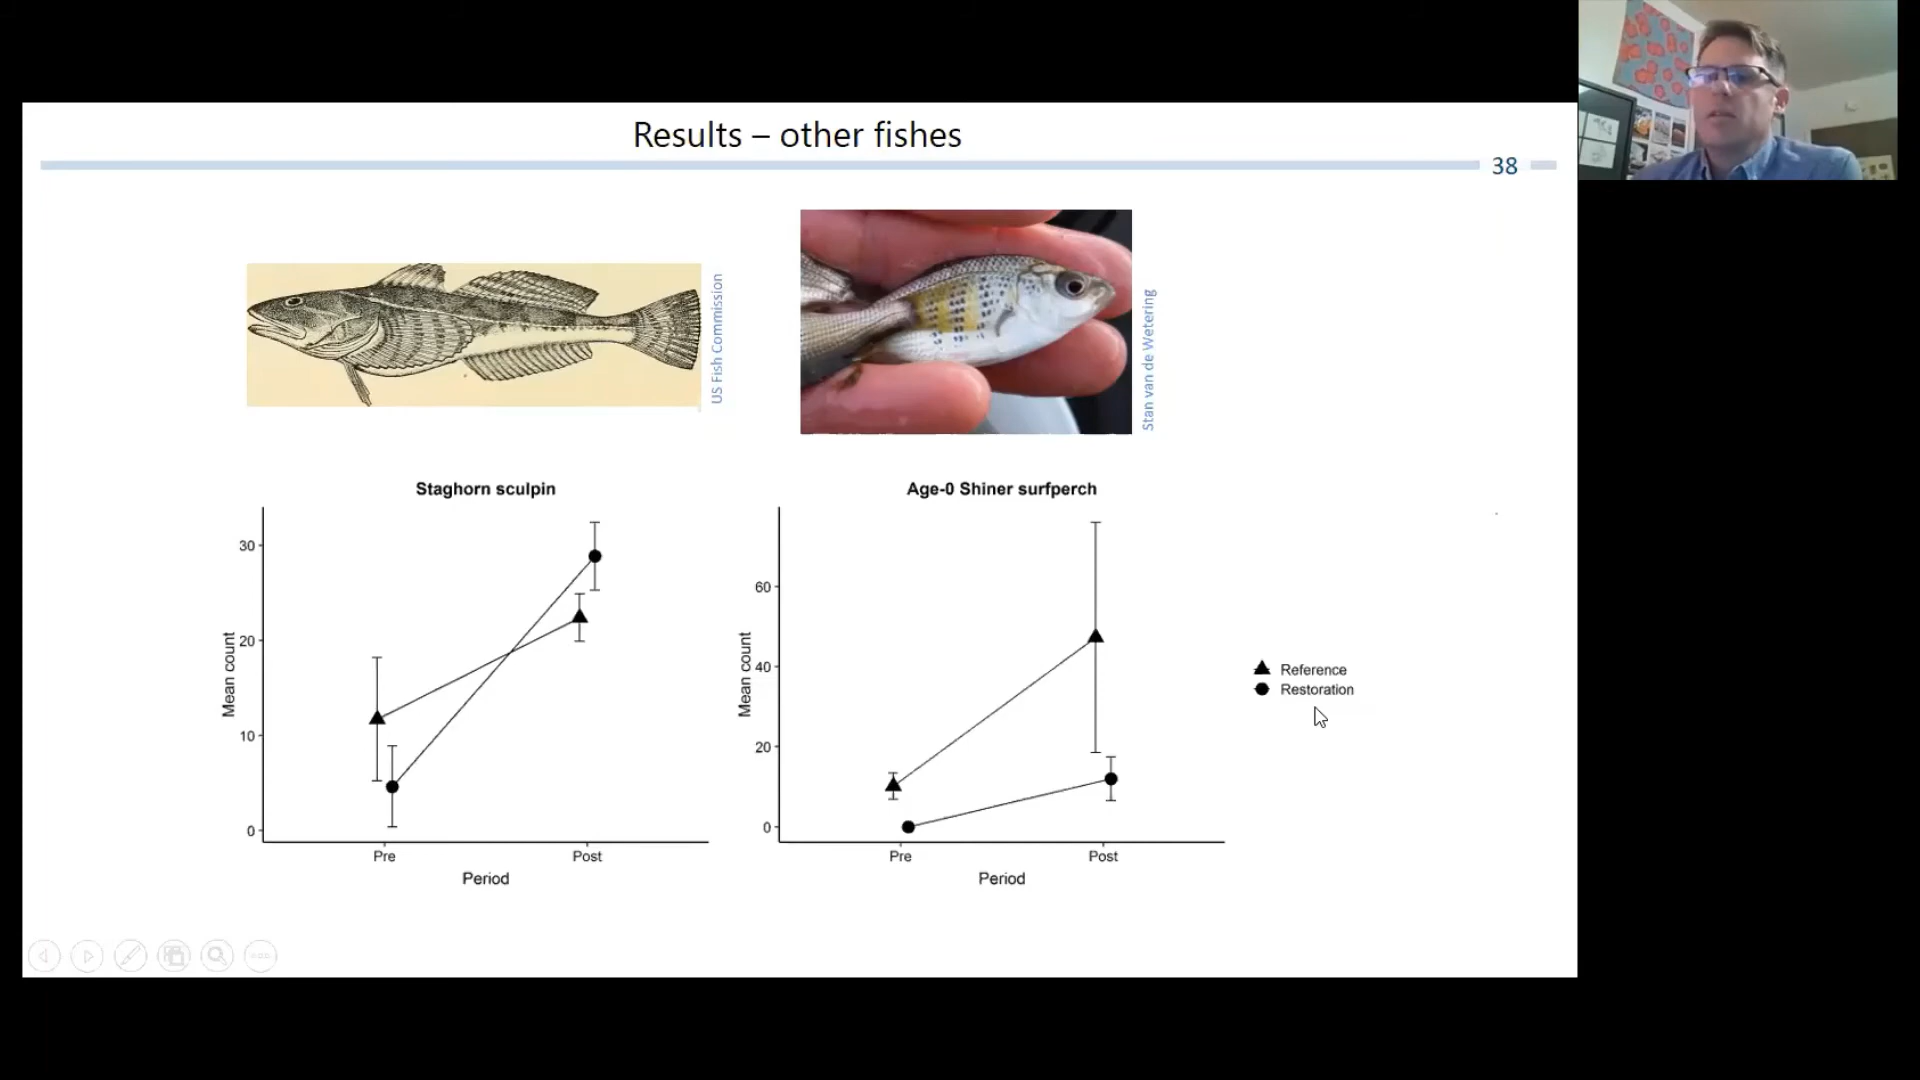 Results – other fishes
38
US Fish Commission
Stan van de Wetering
Staghorn sculpin
30
20
10
0
Mean count
Pre
Post
Period
Age-0 Shiner surfperch
60
40
20
0
Mean count
Pre
Post
Period
Reference
Restoration